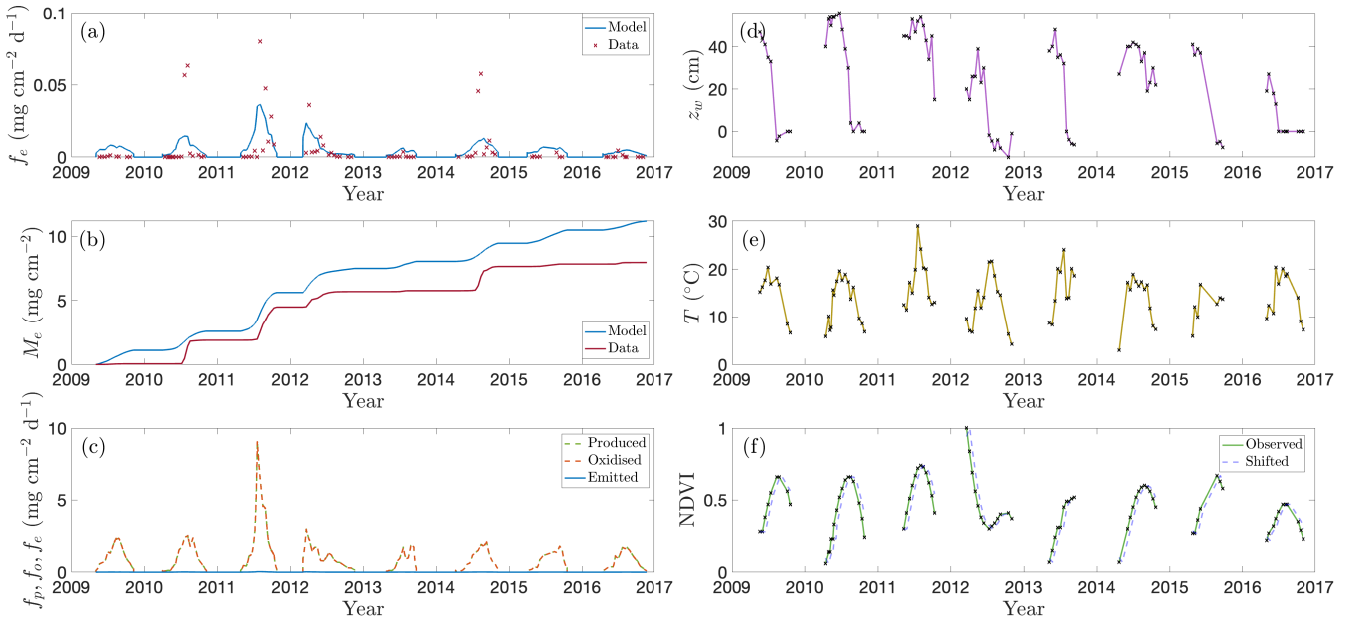 (a)
Model
Data
0.1
0.05
0
f_e (mg cm⁻² d⁻¹)
2009 2010 2011 2012 2013 2014 2015 2016 2017
Year
(d)
40
20
0
z_w (cm)
2009 2010 2011 2012 2013 2014 2015 2016 2017
Year
(b)
Model
Data
10
5
0
M_e (mg cm⁻²)
2009 2010 2011 2012 2013 2014 2015 2016 2017
Year
(e)
30
20
10
0
T (°C)
2009 2010 2011 2012 2013 2014 2015 2016 2017
Year
(c)
Produced
Oxidised
Emitted
10
5
0
f_p, f_o, f_e (mg cm⁻² d⁻¹)
2009 2010 2011 2012 2013 2014 2015 2016 2017
Year
(f)
Observed
Shifted
1
0.5
0
NDVI
2009 2010 2011 2012 2013 2014 2015 2016 2017
Year